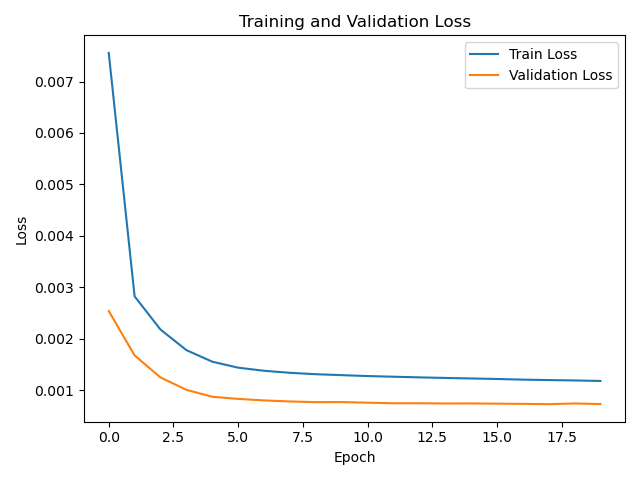 Training and Validation Loss
Train Loss
Validation Loss
Loss
0.007
0.006
0.005
0.004
0.003
0.002
0.001
0.0 2.5 5.0 7.5 10.0 12.5 15.0 17.5
Epoch